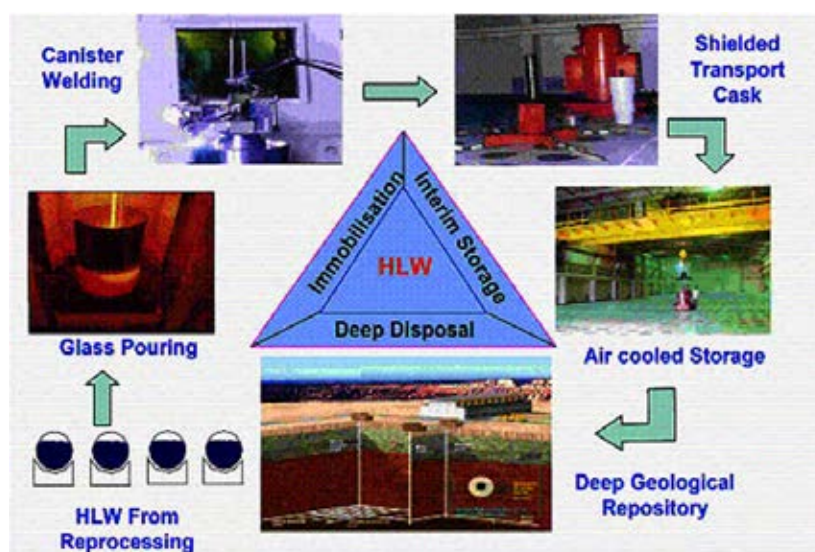 Canister
Welding
Shielded
Transport
Cask
Immobilisation
Interim Storage
HLW
Deep Disposal
Glass Pouring
Air cooled Storage
HLW From
Reprocessing
Deep Geological
Repository